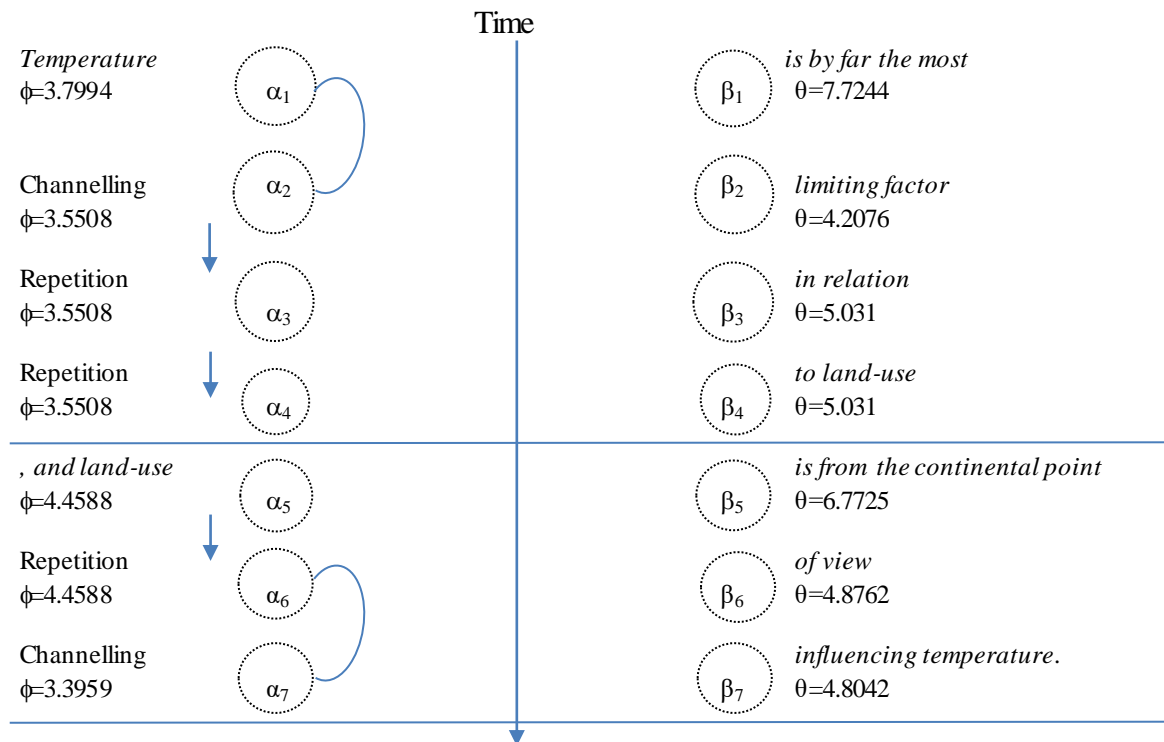 Time
Temperature
ϕ=3.7994
α1
β1
is by far the most
θ=7.7244
Channelling
ϕ=3.5508
α2
β2
limiting factor
θ=4.2076
Repetition
ϕ=3.5508
α3
β3
in relation
θ=5.031
Repetition
ϕ=3.5508
α4
β4
to land-use
θ=5.031
, and land-use
ϕ=4.4588
α5
β5
is from the continental point
θ=6.7725
Repetition
ϕ=4.4588
α6
β6
of view
θ=4.8762
Channelling
ϕ=3.3959
α7
β7
influencing temperature.
θ=4.8042